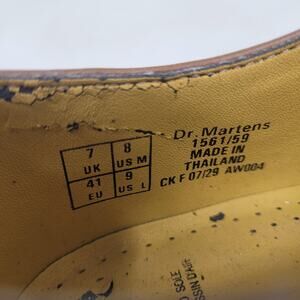 7 UK
8 US M
41 EU
9 US L
Dr. Martens
1561/59
MADE IN
THAILAND
CK F 07/29 AW004
SOLE